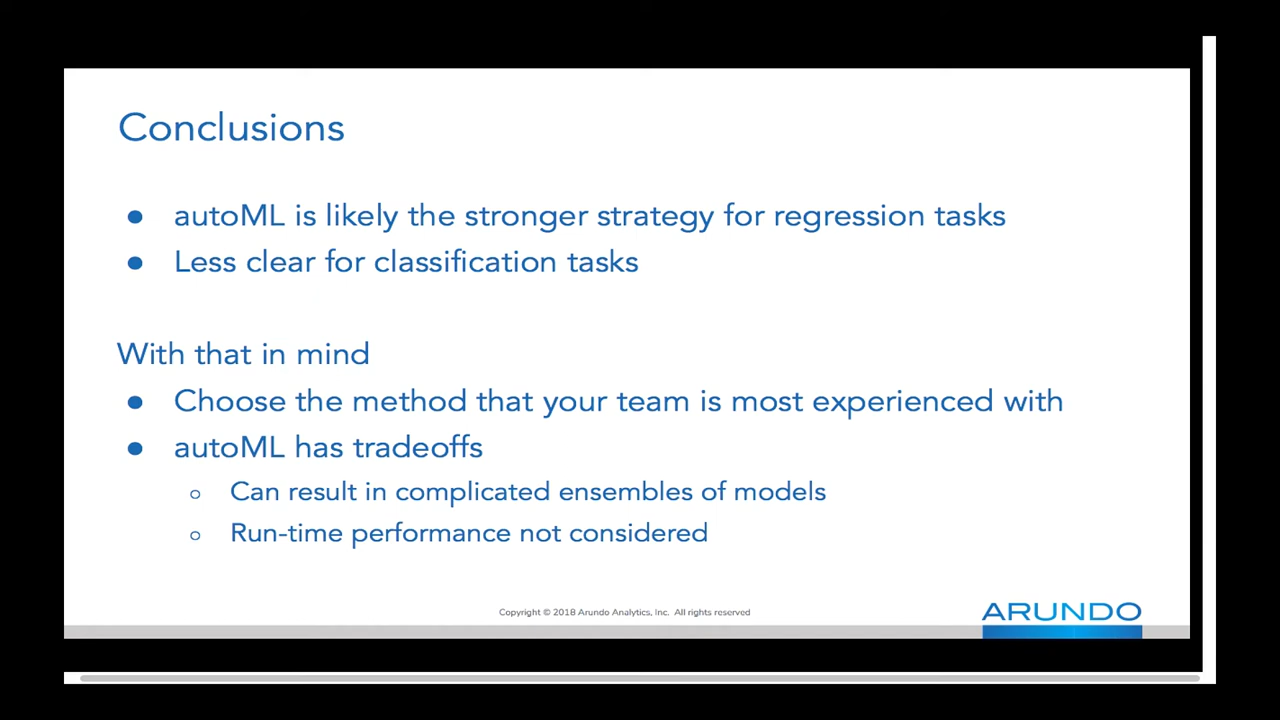 Conclusions
● autoML is likely the stronger strategy for regression tasks
● Less clear for classification tasks
With that in mind
● Choose the method that your team is most experienced with
● autoML has tradeoffs
○ Can result in complicated ensembles of models
○ Run-time performance not considered
Copyright © 2018 Arundo Analytics, Inc. All rights reserved
ARUNDO